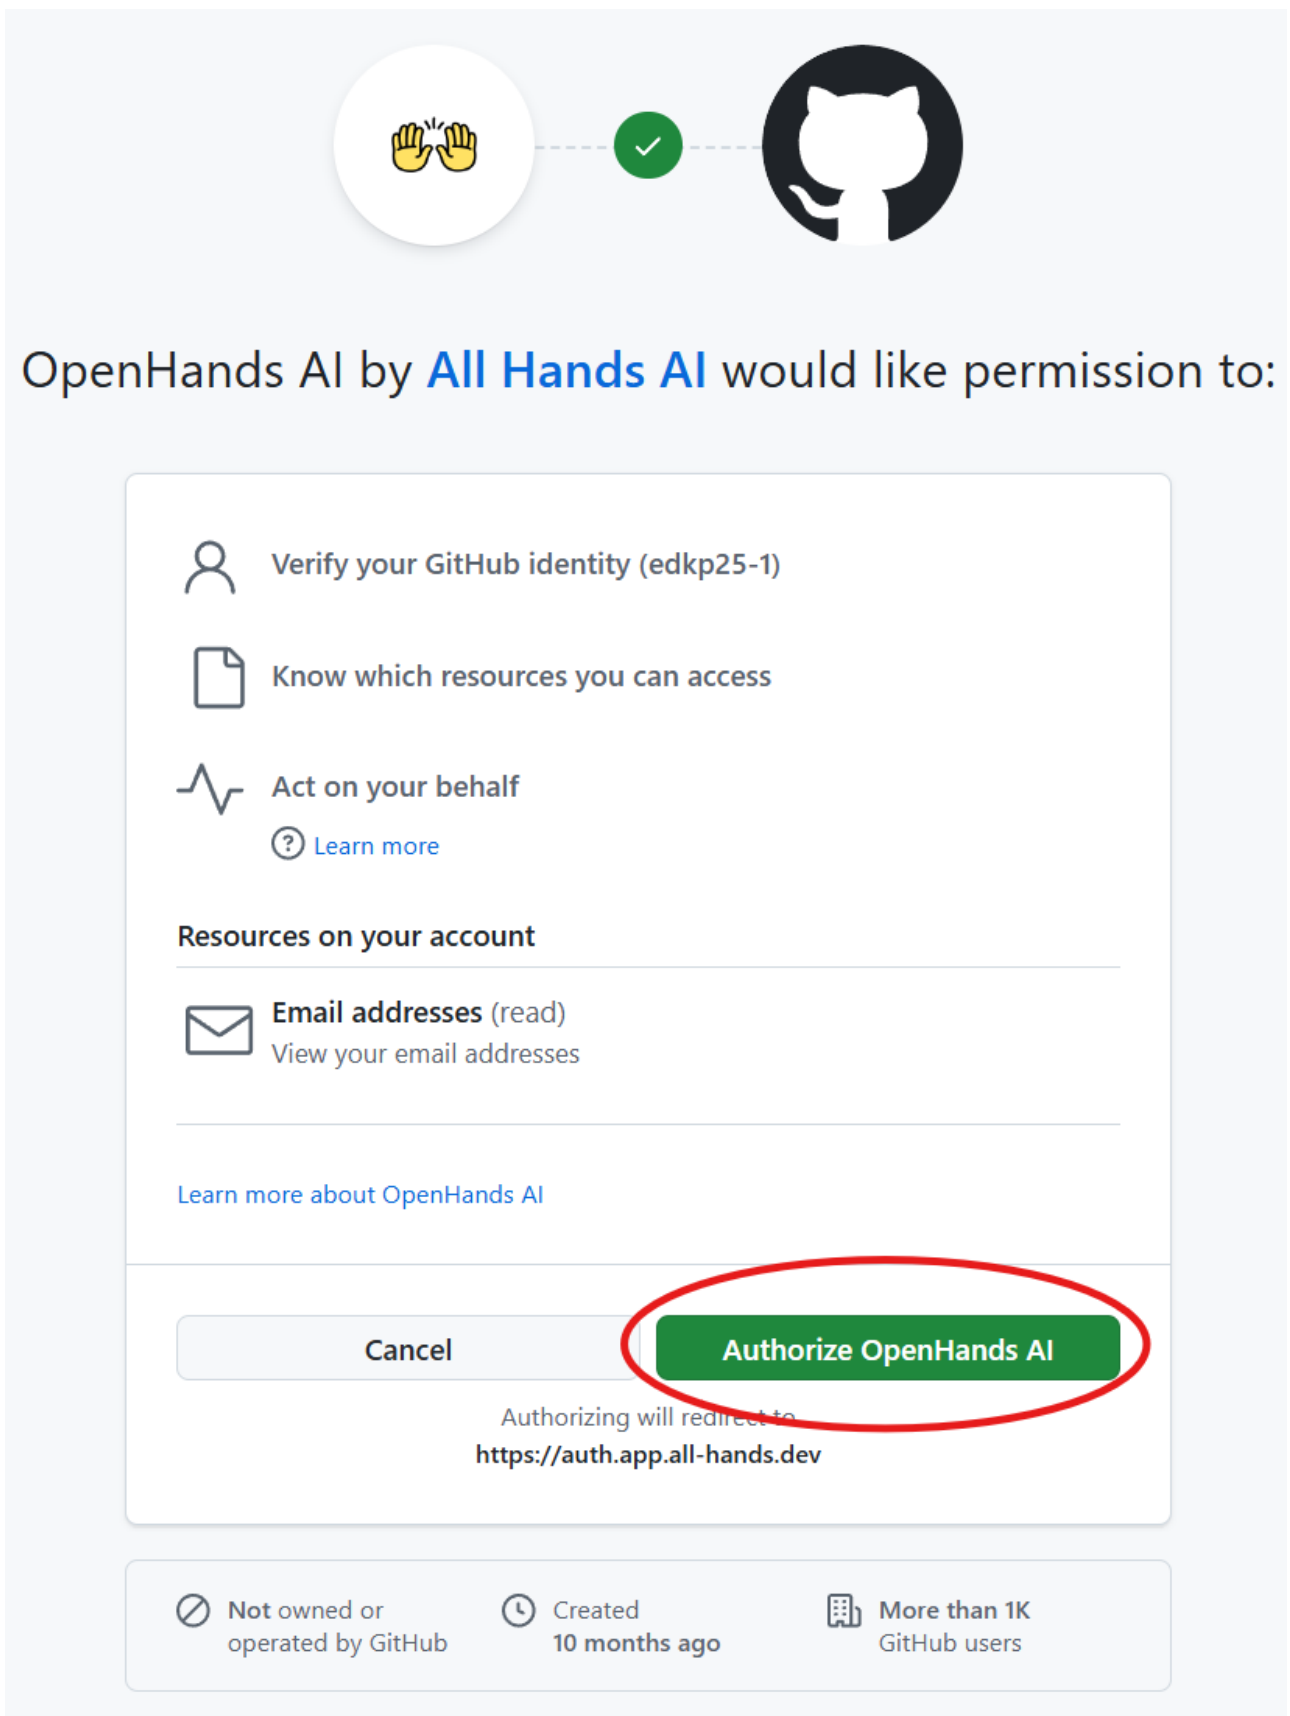 OpenHands AI by All Hands AI would like permission to:
Verify your GitHub identity (edkp25-1)
Know which resources you can access
Act on your behalf
Learn more
Resources on your account
Email addresses (read)
View your email addresses
Learn more about OpenHands AI
Cancel
Authorize OpenHands AI
Authorizing will redirect to
https://auth.app.all-hands.dev
Not owned or
operated by GitHub
Created
10 months ago
More than 1K
GitHub users